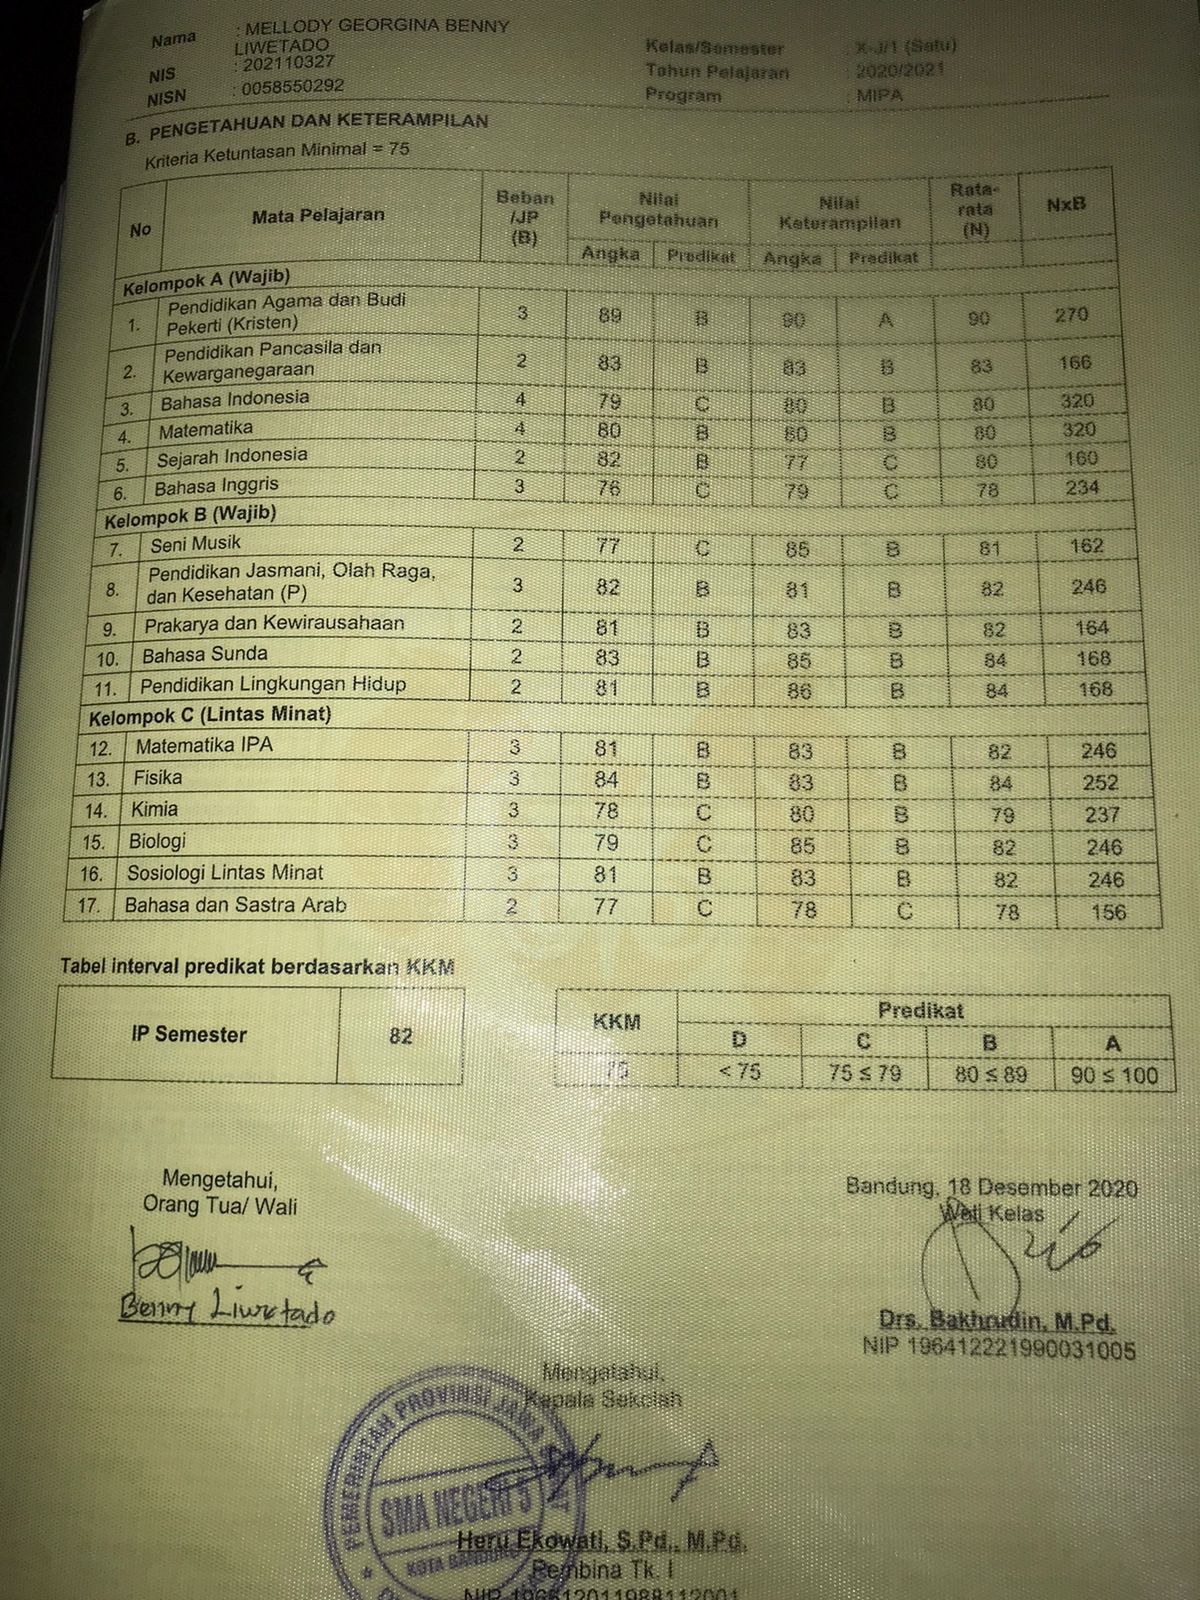 Nama : MELLODY GEORGINA BENNY
LIWETADO
NIS : 202110327
NISN : 0058550292
Kelas/Semester : X-J/1 (Satu)
Tahun Pelajaran : 2020/2021
Program : MIPA
B. PENGETAHUAN DAN KETERAMPILAN
Kriteria Ketuntasan Minimal = 75
No Mata Pelajaran Beban /JP (B) Nilai Pengetahuan Nilai Keterampilan Rata-rata (N) NxB
Angka Predikat Angka Predikat
Kelompok A (Wajib)
1. Pendidikan Agama dan Budi Pekerti (Kristen) 3 89 B 90 A 90 270
2. Pendidikan Pancasila dan Kewarganegaraan 2 83 B 83 B 83 166
3. Bahasa Indonesia 4 79 C 80 B 80 320
4. Matematika 4 80 B 80 B 80 320
5. Sejarah Indonesia 2 82 B 77 C 80 160
6. Bahasa Inggris 3 76 C 79 C 78 234
Kelompok B (Wajib)
7. Seni Musik 2 77 C 85 B 81 162
8. Pendidikan Jasmani, Olah Raga, dan Kesehatan (P) 3 82 B 81 B 82 246
9. Prakarya dan Kewirausahaan 2 81 B 83 B 82 164
10. Bahasa Sunda 2 83 B 85 B 84 168
11. Pendidikan Lingkungan Hidup 2 81 B 86 B 84 168
Kelompok C (Lintas Minat)
12. Matematika IPA 3 81 B 83 B 82 246
13. Fisika 3 84 B 83 B 84 252
14. Kimia 3 78 C 80 B 79 237
15. Biologi 3 79 C 85 B 82 246
16. Sosiologi Lintas Minat 3 81 B 83 B 82 246
17. Bahasa dan Sastra Arab 2 77 C 78 C 78 156
Tabel interval predikat berdasarkan KKM
IP Semester 82
KKM Predikat
D C B A
75 < 75 75 ≤ 79 80 ≤ 89 90 ≤ 100
Mengetahui,
Orang Tua/ Wali
Benny Liwetado
Bandung, 18 Desember 2020
Wali Kelas
Drs. Bakhrudin, M.Pd.
NIP 196412221990031005
Mengetahui,
Kepala Sekolah
PEMERINTAH PROVINSI JAWA
SMA NEGERI 5
KOTA BANDUNG
Heru Ekowati, S.Pd., M.Pd.
Pembina Tk. I
NIP